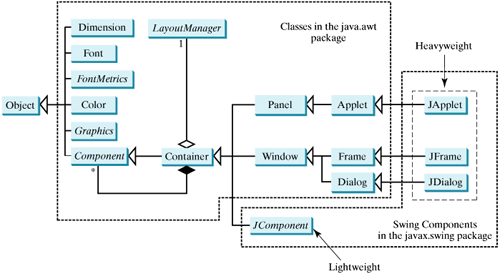 Dimension
LayoutManager
Classes in the java.awt
package
1
Font
Heavyweight
FontMetrics
Object
Color
Panel
Applet
JApplet
Graphics
Component
Container
Window
Frame
JFrame
*
Dialog
JDialog
JComponent
Swing Components
in the javax.swing package
Lightweight